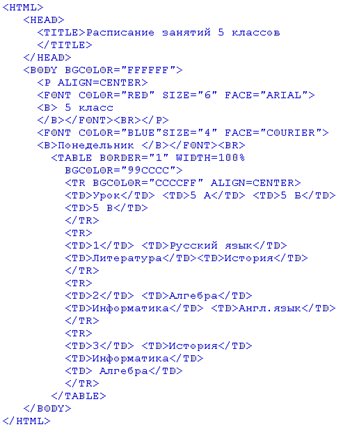 <HTML>
<HEAD>
<TITLE>Расписание занятий 5 классов
</TITLE>
</HEAD>
<BODY BGCOLOR="FFFFFF">
<P ALIGN=CENTER>
<FONT COLOR="RED" SIZE="6" FACE="ARIAL">
<B> 5 класс
</B></FONT><BR></P>
<FONT COLOR="BLUE"SIZE="4" FACE="COURIER">
<B>Понедельник </B></FONT><BR>
<TABLE BORDER="1" WIDTH=100%
BGCOLOR="99CCCC">
<TR BGCOLOR="CCCCFF" ALIGN=CENTER>
<TD>Урок</TD> <TD>5 А</TD> <TD>5 Б</TD>
<TD>5 В</TD>
</TR>
<TR>
<TD>1</TD> <TD>Русский язык</TD>
<TD>Литература</TD><TD>История</TD>
</TR>
<TR>
<TD>2</TD> <TD>Алгебра</TD>
<TD>Информатика</TD> <TD>Англ.язык</TD>
</TR>
<TR>
<TD>3</TD> <TD>История</TD>
<TD>Информатика</TD>
<TD> Алгебра</TD>
</TR>
</TABLE>
</BODY>
</HTML>